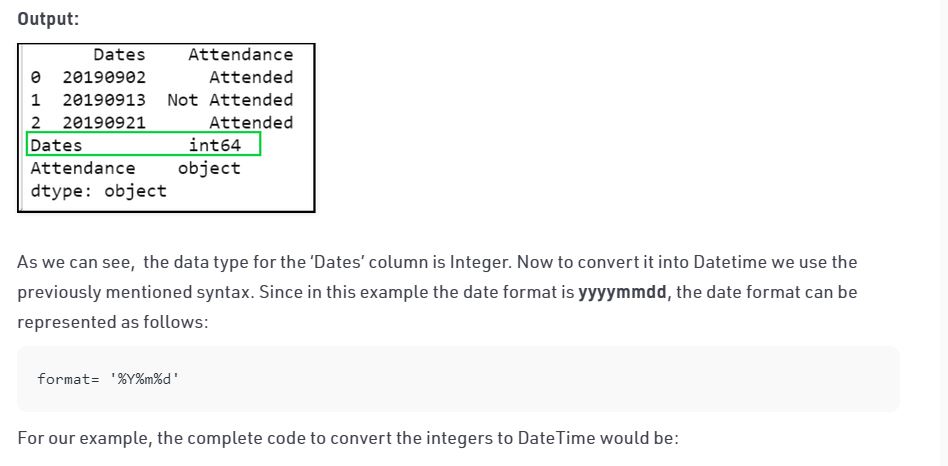 Output:
Dates Attendance
0 20190902 Attended
1 20190913 Not Attended
2 20190921 Attended
Dates int64
Attendance object
dtype: object
As we can see, the data type for the ‘Dates’ column is Integer. Now to convert it into Datetime we use the
previously mentioned syntax. Since in this example the date format is yyyymmdd, the date format can be
represented as follows:
format= '%Y%m%d'
For our example, the complete code to convert the integers to DateTime would be: